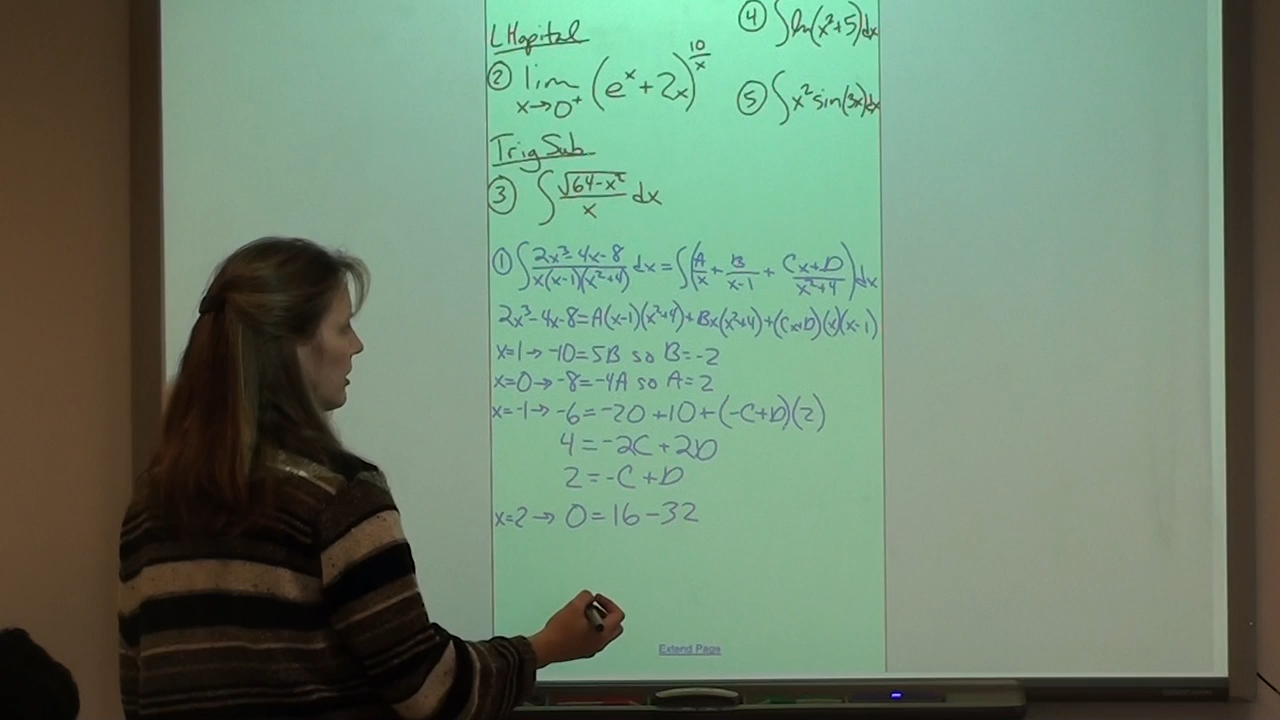 L'Hopital
② lim x→0⁺ (eˣ + 2x)^(10/x)
Trig Sub
③ ∫ √(64-x²)/x dx
④ ∫ln(x²+5)dx
⑤ ∫x² sin(3x)dx
① ∫ (2x³-4x-8)/(x(x-1)(x²+4)) dx = ∫(A/x + B/(x-1) + (Cx+D)/(x²+4))dx
2x³-4x-8=A(x-1)(x²+4)+Bx(x²+4)+(Cx+D)(x)(x-1)
x=1→ -10=5B so B=-2
x=0→ -8=-4A so A=2
x=-1→ -6=-20+10+(-C+D)(2)
4=-2C+2D
2=-C+D
x=2→ 0=16-32
Extend Page